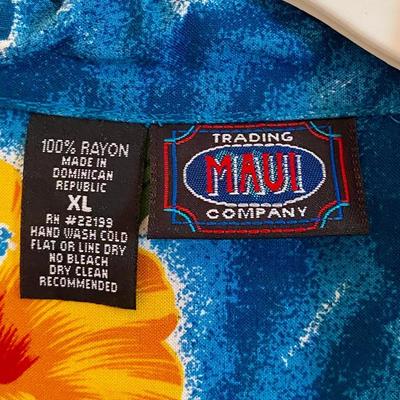 100% RAYON
MADE IN
DOMINICAN
REPUBLIC
XL
RN #22199
HAND WASH COLD
FLAT OR LINE DRY
NO BLEACH
DRY CLEAN
RECOMMENDED
TRADING
MAUI
COMPANY